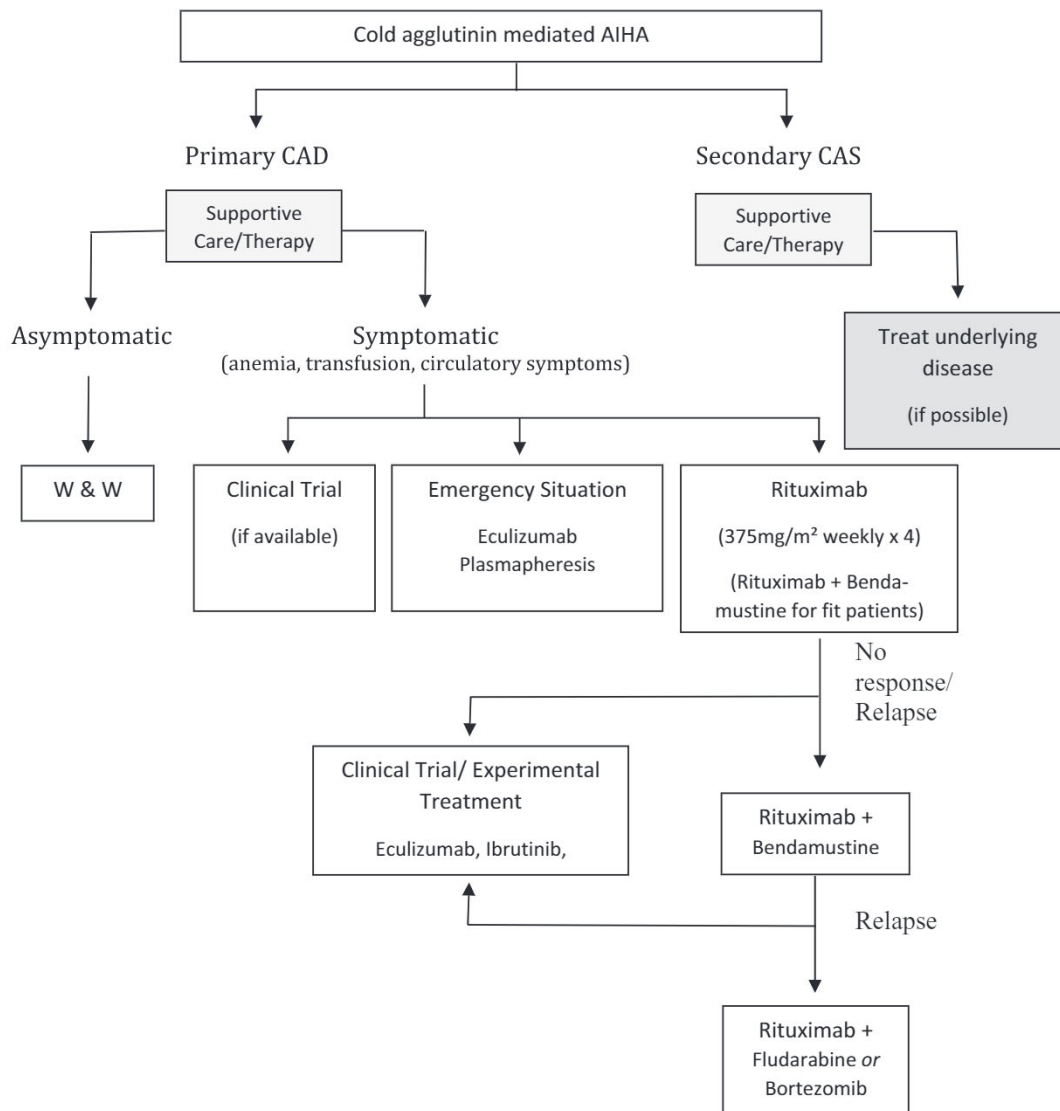 Cold agglutinin mediated AIHA
Primary CAD
Secondary CAS
Supportive
Care/Therapy
Supportive
Care/Therapy
Asymptomatic
Symptomatic
(anemia, transfusion, circulatory symptoms)
Treat underlying
disease
(if possible)
W & W
Clinical Trial
(if available)
Emergency Situation
Eculizumab
Plasmapheresis
Rituximab
(375mg/m² weekly x 4)
(Rituximab + Benda-
mustine for fit patients)
No
response/
Relapse
Clinical Trial/ Experimental
Treatment
Eculizumab, Ibrutinib,
Rituximab +
Bendamustine
Relapse
Rituximab +
Fludarabine or
Bortezomib